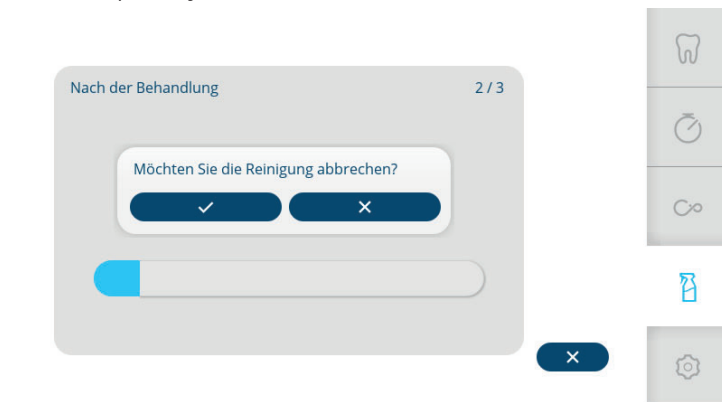 Nach der Behandlung 2 / 3
Möchten Sie die Reinigung abbrechen?